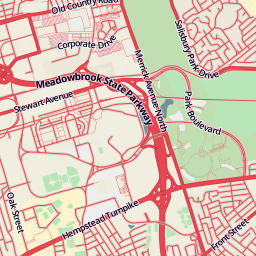 Old Country Road
Salisbury Park Drive
Corporate Drive
Merrick Avenue North
Meadowbrook State Parkway
Stewart Avenue
Park Boulevard
Oak Street
Hempstead Turnpike
Front Street